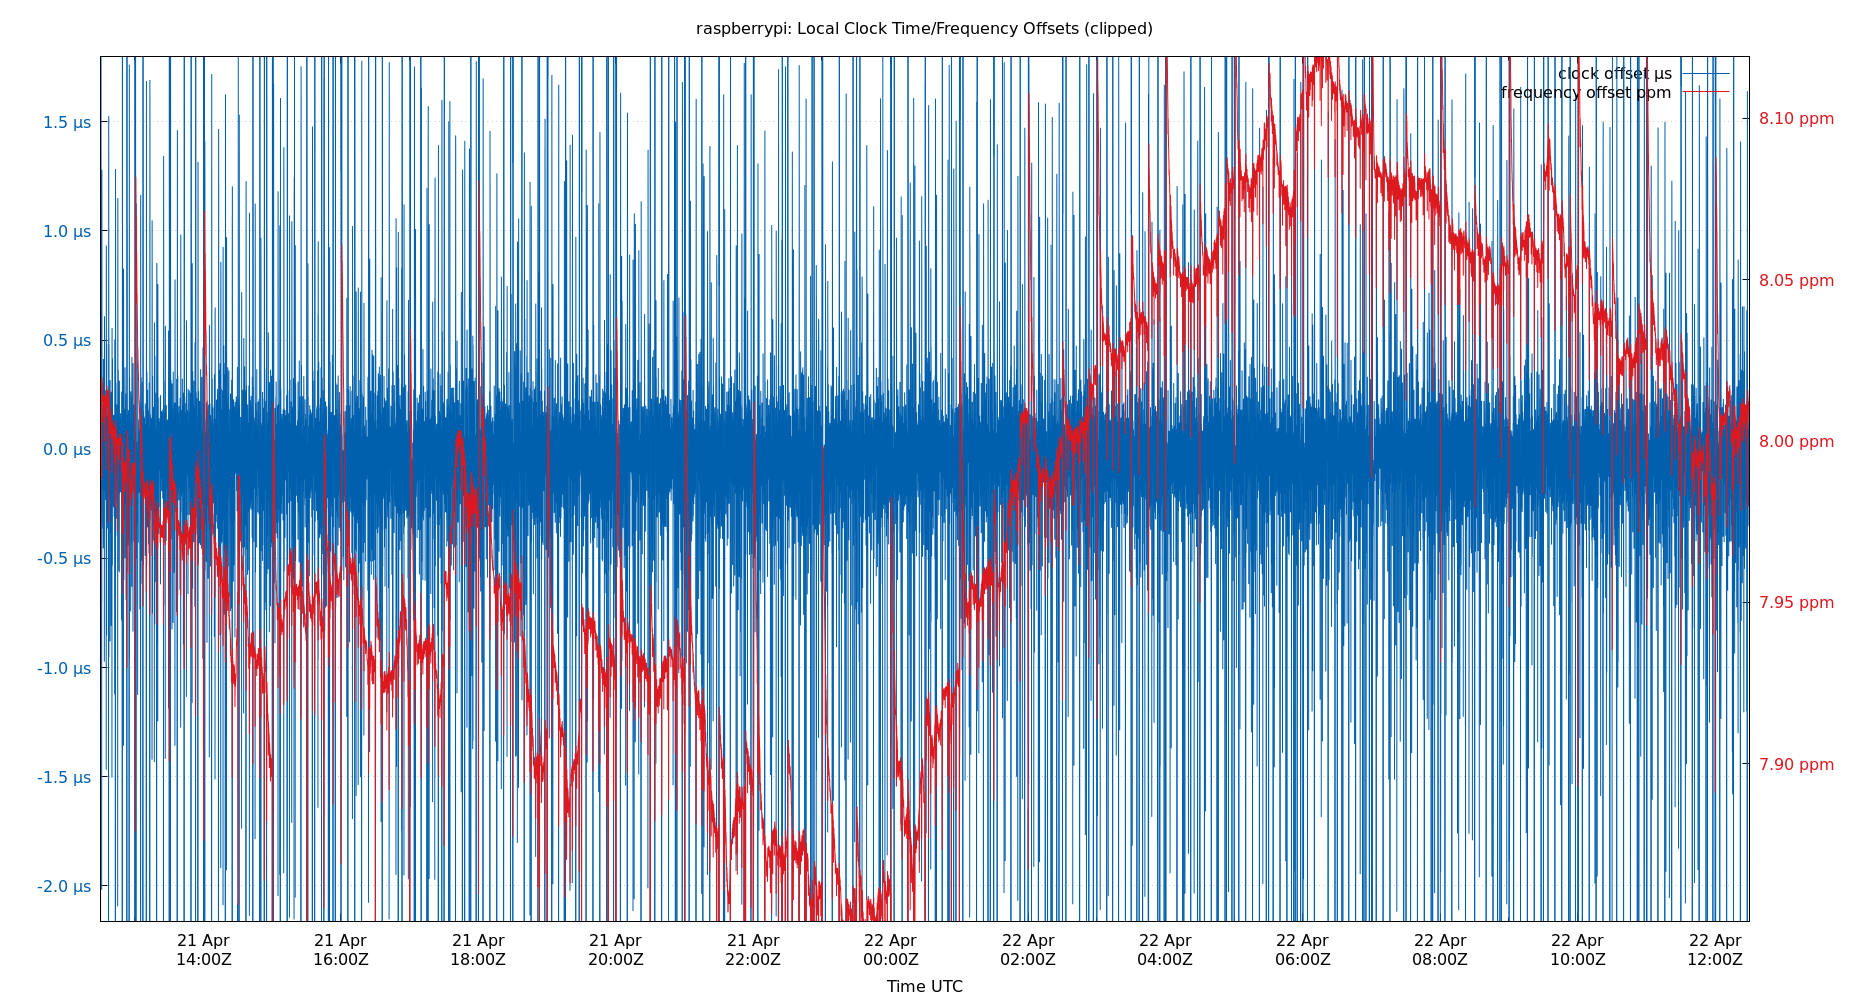 raspberrypi: Local Clock Time/Frequency Offsets (clipped)
clock offset µs
frequency offset ppm
1.5 µs
1.0 µs
0.5 µs
0.0 µs
-0.5 µs
-1.0 µs
-1.5 µs
-2.0 µs
8.10 ppm
8.05 ppm
8.00 ppm
7.95 ppm
7.90 ppm
21 Apr 21 Apr 21 Apr 21 Apr 21 Apr 22 Apr 22 Apr 22 Apr 22 Apr 22 Apr 22 Apr 22 Apr
14:00Z 16:00Z 18:00Z 20:00Z 22:00Z 00:00Z 02:00Z 04:00Z 06:00Z 08:00Z 10:00Z 12:00Z
Time UTC